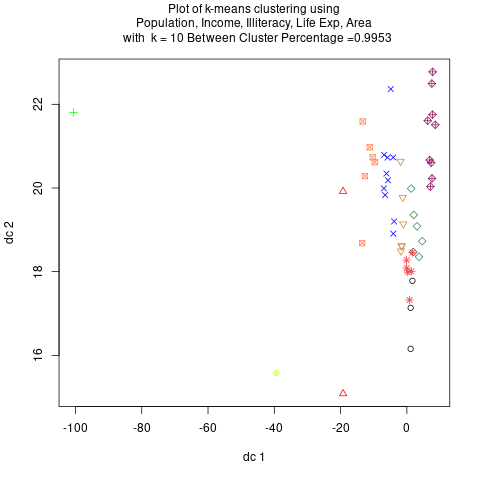 Plot of k-means clustering using
Population, Income, Illiteracy, Life Exp, Area
with  k = 10 Between Cluster Percentage =0.9953
22
20
18
16
dc 2
-100
-80
-60
-40
-20
0
dc 1